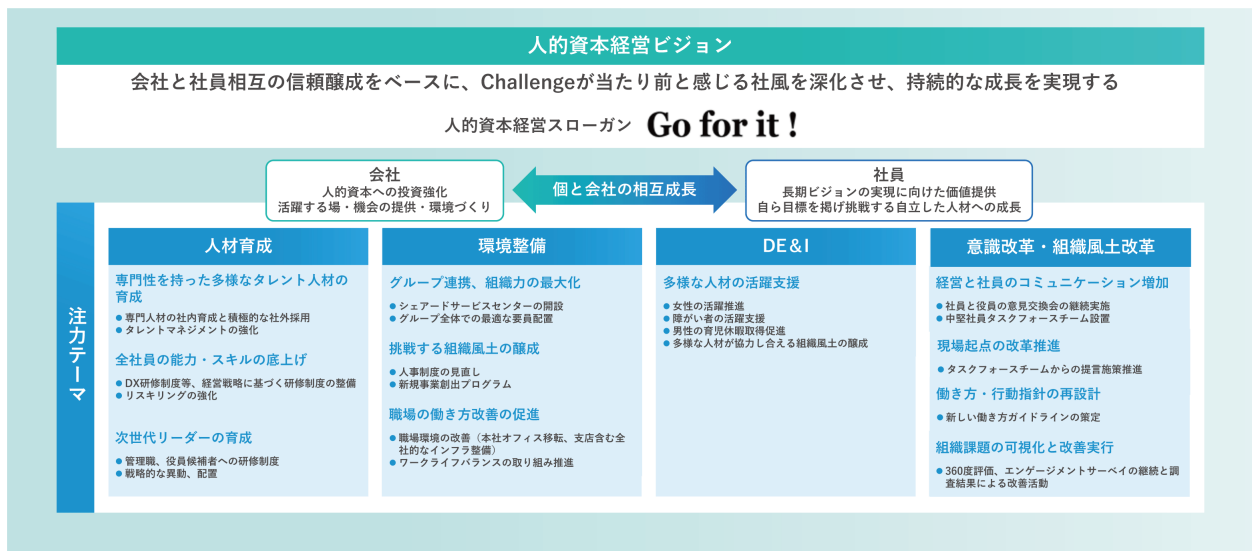 人的資本経営ビジョン
会社と社員相互の信頼醸成をベースに、Challengeが当たり前と感じる社風を深化させ、持続的な成長を実現する
人的資本経営スローガン Go for it !
会社
人的資本への投資強化
活躍する場・機会の提供・環境づくり
個と会社の相互成長
社員
長期ビジョンの実現に向けた価値提供
自ら目標を掲げ挑戦する自立した人材への成長
注力テーマ
人材育成
専門性を持った多様なタレント人材の
育成
●専門人材の社内育成と積極的な社外採用
●タレントマネジメントの強化
全社員の能力・スキルの底上げ
●DX研修制度等、経営戦略に基づく研修制度の整備
●リスキリングの強化
次世代リーダーの育成
●管理職、役員候補者への研修制度
●戦略的な異動、配置
環境整備
グループ連携、組織力の最大化
●シェアードサービスセンターの開設
●グループ全体での最適な要員配置
挑戦する組織風土の醸成
●人事制度の見直し
●新規事業創出プログラム
職場の働き方改善の促進
●職場環境の改善（本社オフィス移転、支店含む全
社的なインフラ整備）
●ワークライフバランスの取り組み推進
DE&I
多様な人材の活躍支援
●女性の活躍推進
●障がい者の活躍支援
●男性の育児休暇取得促進
●多様な人材が協力し合える組織風土の醸成
意識改革・組織風土改革
経営と社員のコミュニケーション増加
●社員と役員の意見交換会の継続実施
●中堅社員タスクフォースチーム設置
現場起点の改革推進
●タスクフォースチームからの提言施策推進
働き方・行動指針の再設計
●新しい働き方ガイドラインの策定
組織課題の可視化と改善実行
●360度評価、エンゲージメントサーベイの継続と調
査結果による改善活動